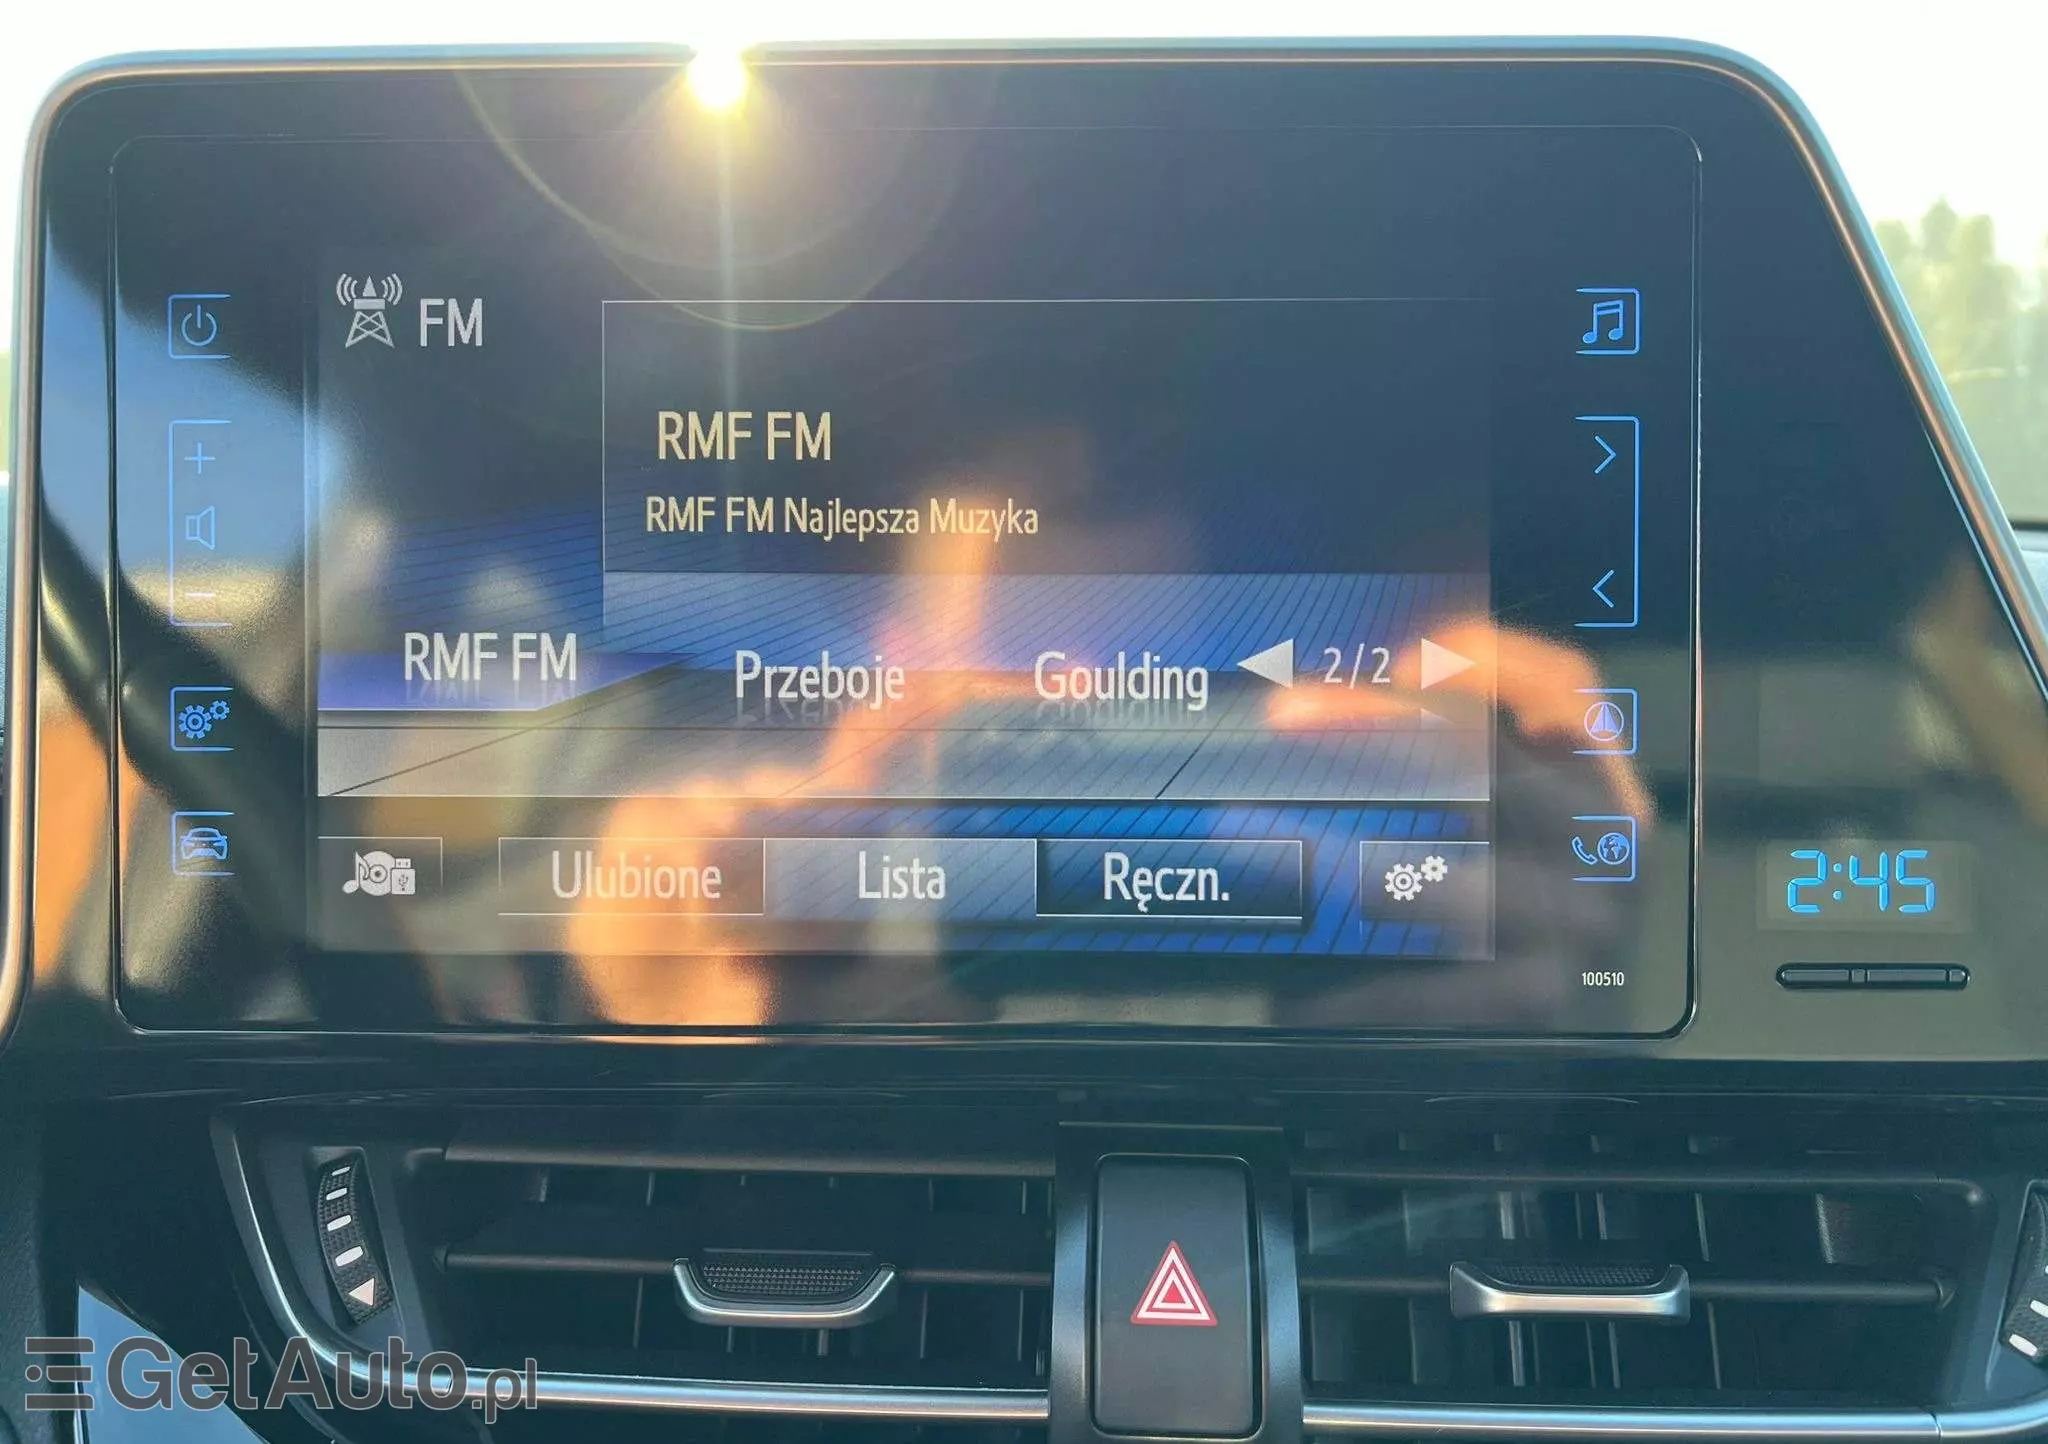 FM
RMF FM
RMF FM Najlepsza Muzyka
RMF FM
Przeboje
Goulding
2/2
Ulubione
Lista
Ręczn.
2:45
100510
GetAuto.pl